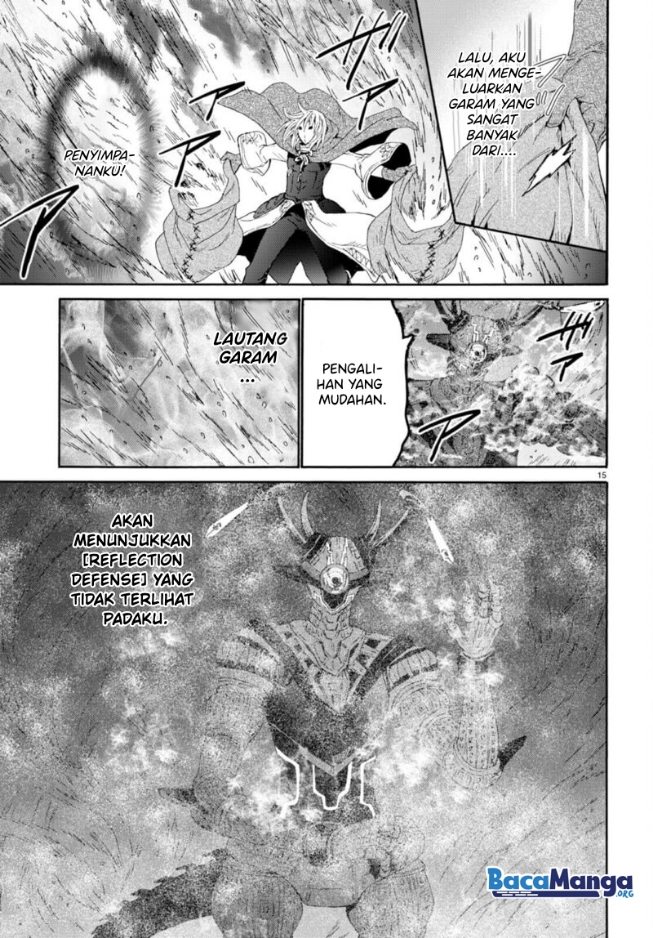 LALU, AKU
AKAN MENGE-
LUARKAN
GARAM YANG
SANGAT
BANYAK
DARI....
PENYIMPA-
NANKU!
PENGALI-
HAN YANG
MUDAHAN.
LAUTANG
GARAM
...
15
AKAN
MENUNJUKKAN
[REFLECTION
DEFENSE] YANG
TIDAK TERLIHAT
PADAKU.
BacaManga
.ORG